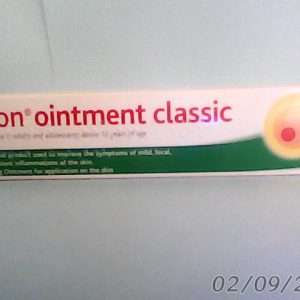 on® ointment classic
adults and adolescents above 12 years of age
al product used to improve the symptoms of mild, local,
inflammations of the skin.
Ointment for application on the skin
02/09/2